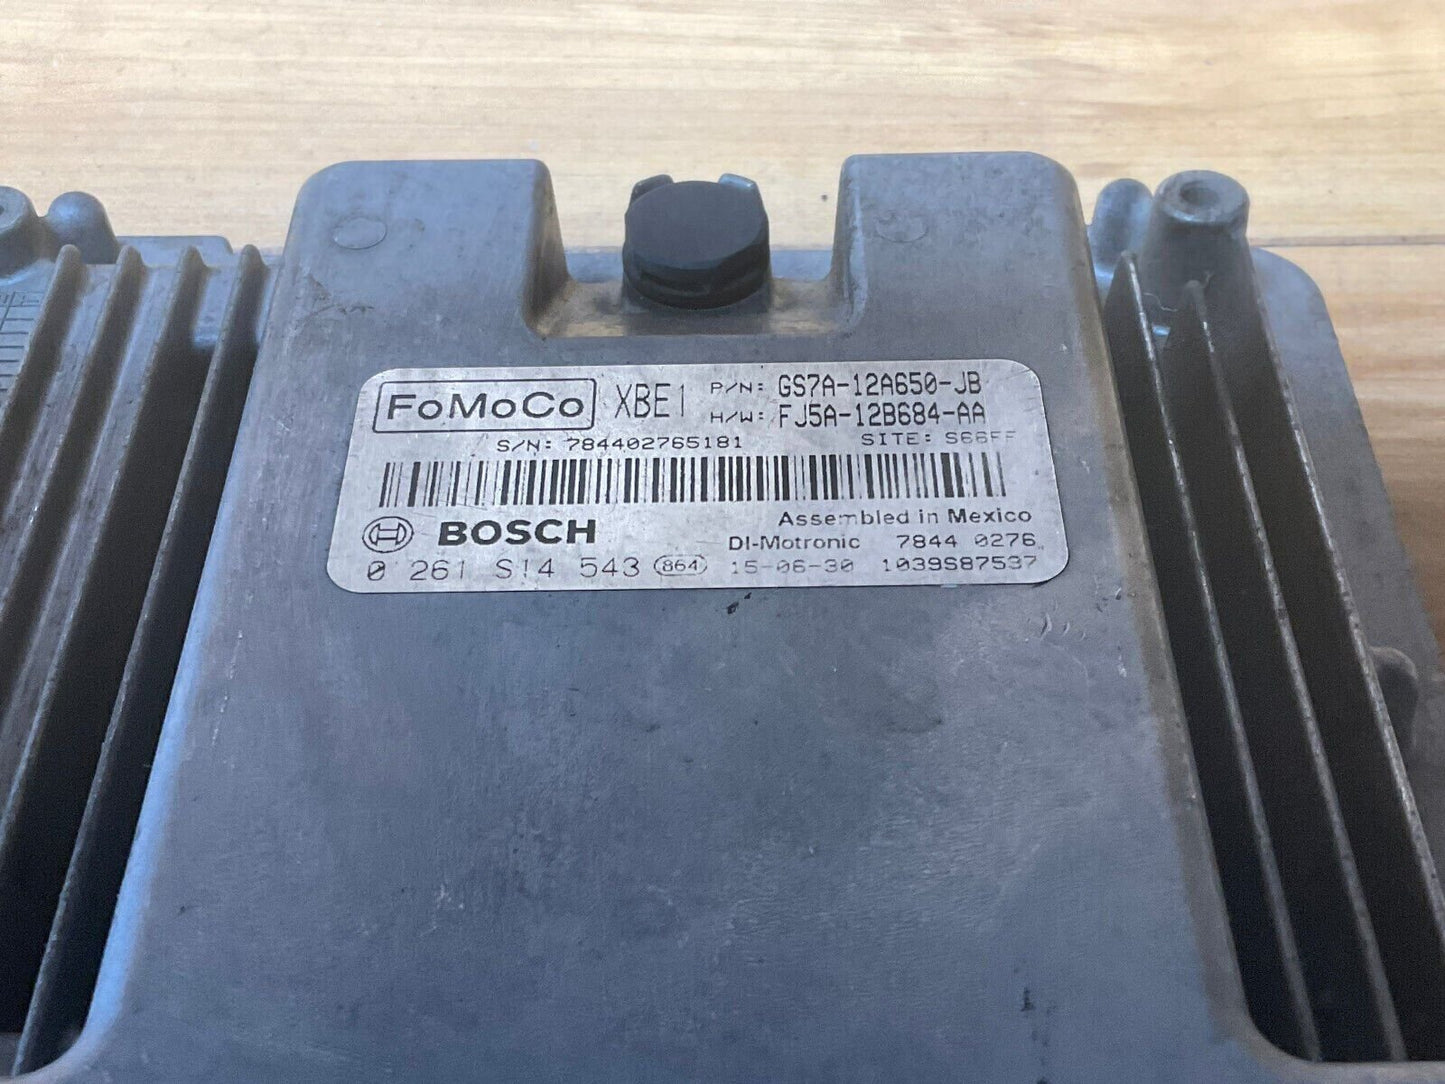 FoMoCo XBE1 P/N: GS7A-12A650-JB
H/W: FJ5A-12B684-AA
S/N: 784402765181 SITE: S66FF
BOSCH Assembled in Mexico
DI-Motronic 7844 0276
0 261 S14 543 864 15-06-30 1039S87537